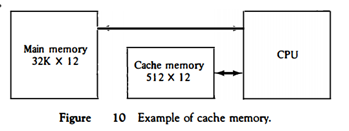 Main memory
32K X 12
Cache memory
512 X 12
CPU
Figure 10 Example of cache memory.